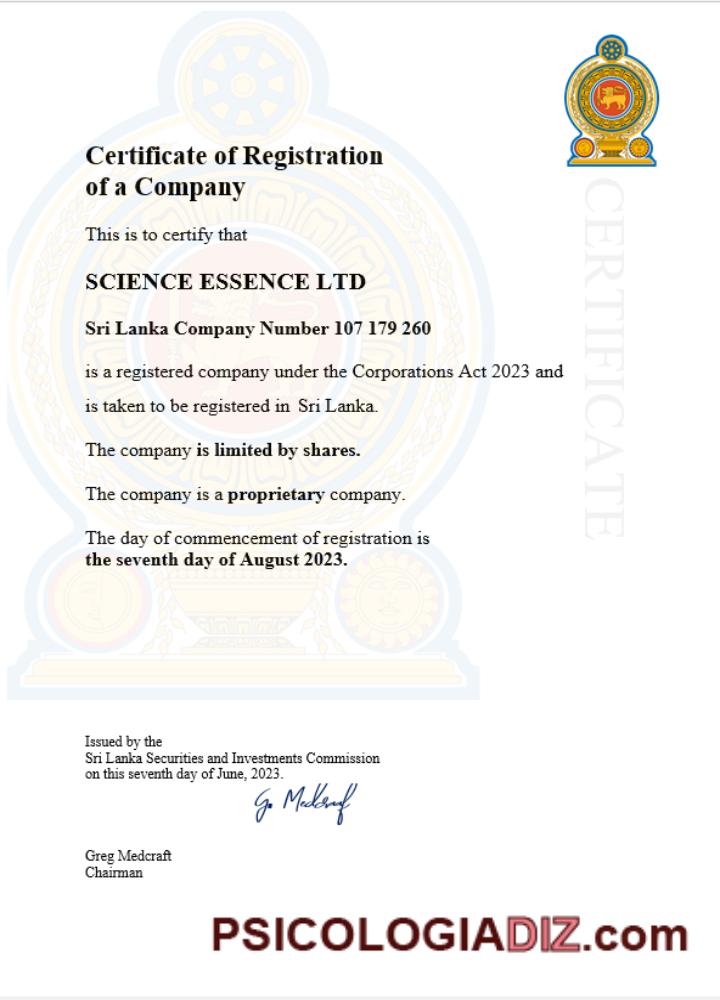 Certificate of Registration
of a Company
This is to certify that
SCIENCE ESSENCE LTD
Sri Lanka Company Number 107 179 260
is a registered company under the Corporations Act 2023 and
is taken to be registered in Sri Lanka.
The company is limited by shares.
The company is a proprietary company.
The day of commencement of registration is
the seventh day of August 2023.
CERTIFICATE
Issued by the
Sri Lanka Securities and Investments Commission
on this seventh day of June, 2023.
G. Medcraft
Greg Medcraft
Chairman
PSICOLOGIADIZ.com